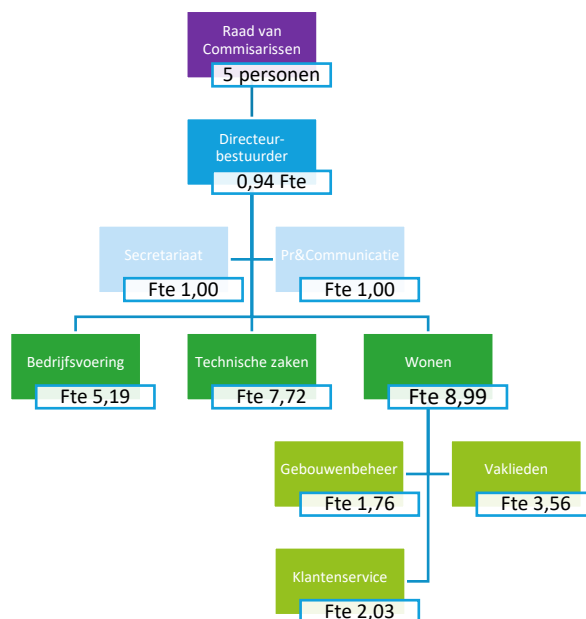 Raad van
Commisarissen
5 personen
Directeur-
bestuurder
0,94 Fte
Secretariaat
Fte 1,00
Pr&Communicatie
Fte 1,00
Bedrijfsvoering
Fte 5,19
Technische zaken
Fte 7,72
Wonen
Fte 8,99
Gebouwenbeheer
Fte 1,76
Vaklieden
Fte 3,56
Klantenservice
Fte 2,03